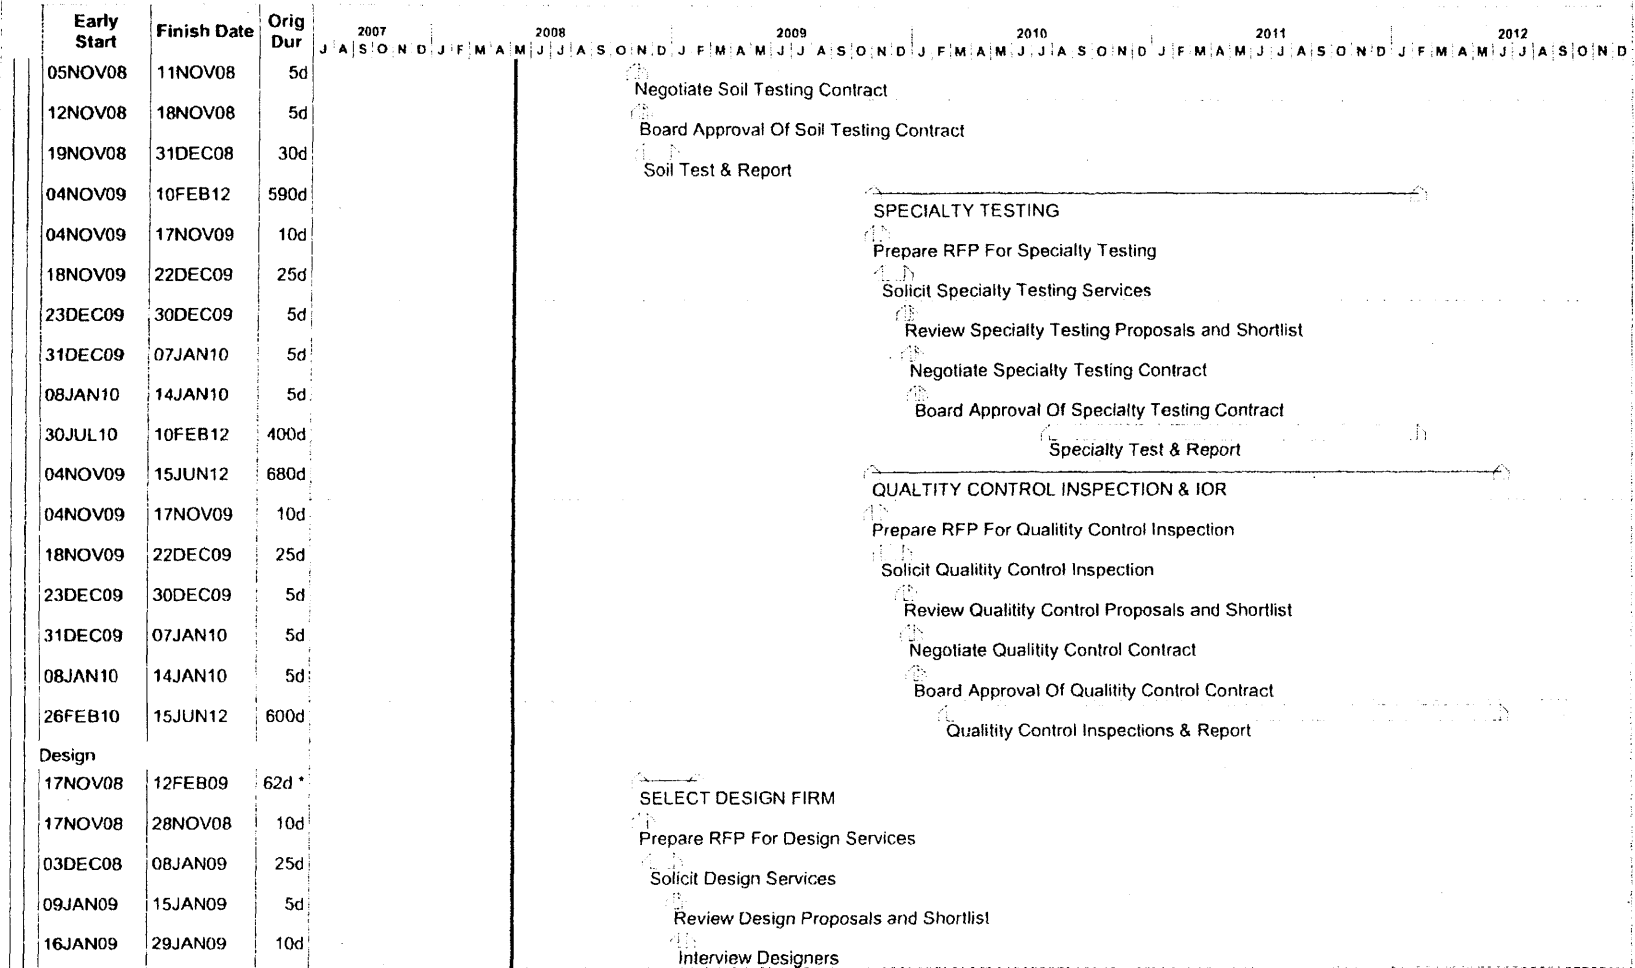 Early Start Finish Date Orig Dur
2007 2008 2009 2010 2011 2012
J A S O N D J F M A M J J A S O N D J F M A M J J A S O N D J F M A M J J A S O N D J F M A M J J A S O N D J F M A M J J A S O N D
05NOV08 11NOV08 5d
Negotiate Soil Testing Contract
12NOV08 18NOV08 5d
Board Approval Of Soil Testing Contract
19NOV08 31DEC08 30d
Soil Test & Report
04NOV09 10FEB12 590d
SPECIALTY TESTING
04NOV09 17NOV09 10d
Prepare RFP For Specialty Testing
18NOV09 22DEC09 25d
Solicit Specialty Testing Services
23DEC09 30DEC09 5d
Review Specialty Testing Proposals and Shortlist
31DEC09 07JAN10 5d
Negotiate Specialty Testing Contract
08JAN10 14JAN10 5d
Board Approval Of Specialty Testing Contract
30JUL10 10FEB12 400d
Specialty Test & Report
04NOV09 15JUN12 680d
QUALTITY CONTROL INSPECTION & IOR
04NOV09 17NOV09 10d
Prepare RFP For Qualitity Control Inspection
18NOV09 22DEC09 25d
Solicit Qualitity Control Inspection
23DEC09 30DEC09 5d
Review Qualitity Control Proposals and Shortlist
31DEC09 07JAN10 5d
Negotiate Qualitity Control Contract
08JAN10 14JAN10 5d
Board Approval Of Qualitity Control Contract
26FEB10 15JUN12 600d
Qualitity Control Inspections & Report
Design
17NOV08 12FEB09 62d *
SELECT DESIGN FIRM
17NOV08 28NOV08 10d
Prepare RFP For Design Services
03DEC08 08JAN09 25d
Solicit Design Services
09JAN09 15JAN09 5d
Review Design Proposals and Shortlist
16JAN09 29JAN09 10d
Interview Designers